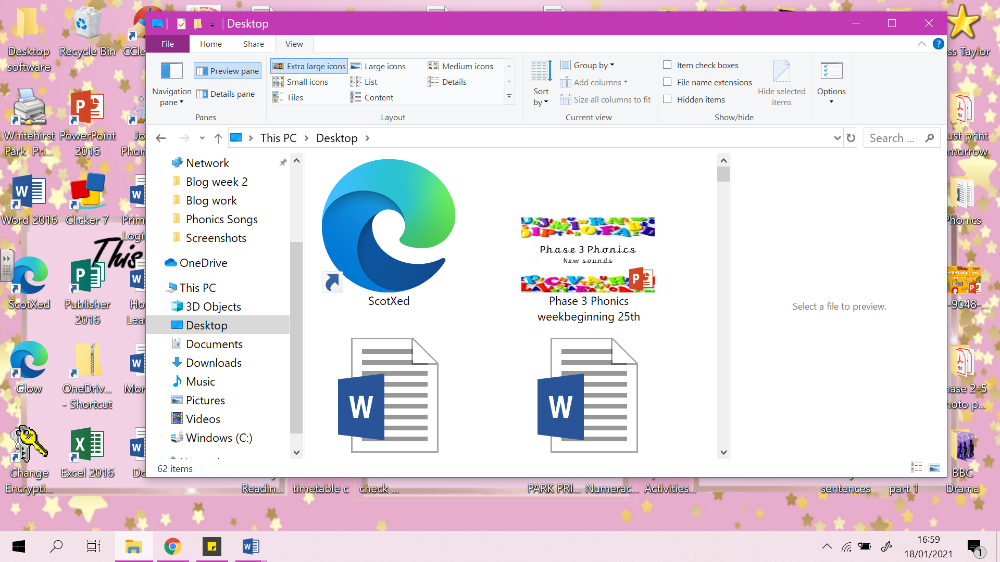 Desktop
File Home Share View
Navigation pane
Preview pane
Details pane
Panes
Extra large icons Large icons Medium icons
Small icons List Details
Tiles Content
Layout
Sort by
Group by
Add columns
Size all columns to fit
Current view
Item check boxes
File name extensions
Hidden items
Hide selected items
Show/hide
Options
This PC Desktop
Search ...
Network
Blog week 2
Blog work
Phonics Songs
Screenshots
OneDrive
This PC
3D Objects
Desktop
Documents
Downloads
Music
Pictures
Videos
Windows (C:)
ScotXed
Phase 3 Phonics
New sounds
Phase 3 Phonics
weekbeginning 25th
W
W
Select a file to preview.
62 items
Desktop software
Recycle Bin
CCle
Whitehirst Park Pri...
PowerPoint 2016
Jo
Phon
Word 2016
Clicker 7
Prim
Logi
This
ScotXed
Publisher 2016
Ho
Lear
Glow
OneDriv... - Shortcut
Mor
Change Encrypti...
Excel 2016
Do
Readin...
timetable c
check ...
PARK PRI...
Numerac...
Activities...
sentences
part 1
BBC Drama
ss Taylor
ust print
morrow
Phonics
-9048-...
hase 2-5
oto p...
16:59
18/01/2021
1